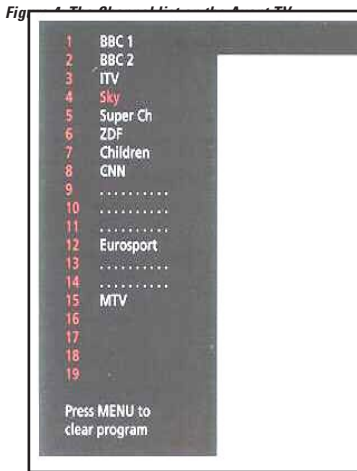 1 BBC 1
2 BBC 2
3 ITV
4 Sky
5 Super Ch
6 ZDF
7 Children
8 CNN
9 ..........
10 ..........
11 ..........
12 Eurosport
13 ..........
14 ..........
15 MTV
16
17
18
19
Press MENU to
clear program